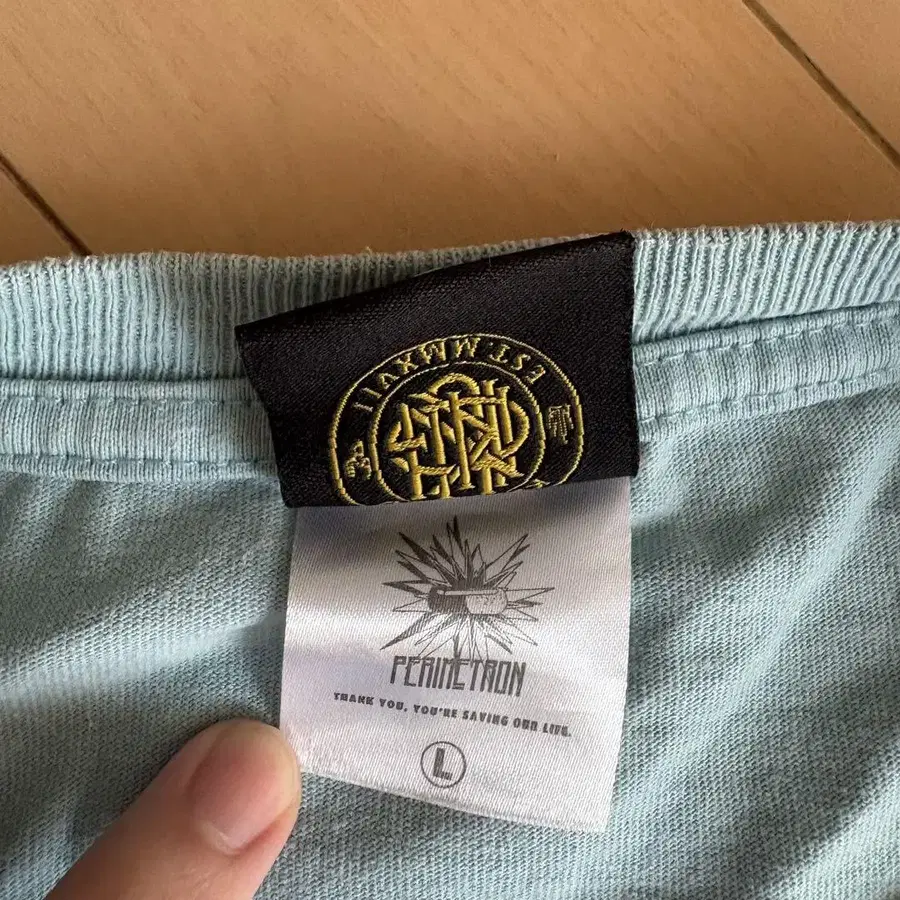 EST. MMXVII
PERIMETRON
THANK YOU, YOU'RE SAVING OUR LIFE.
L